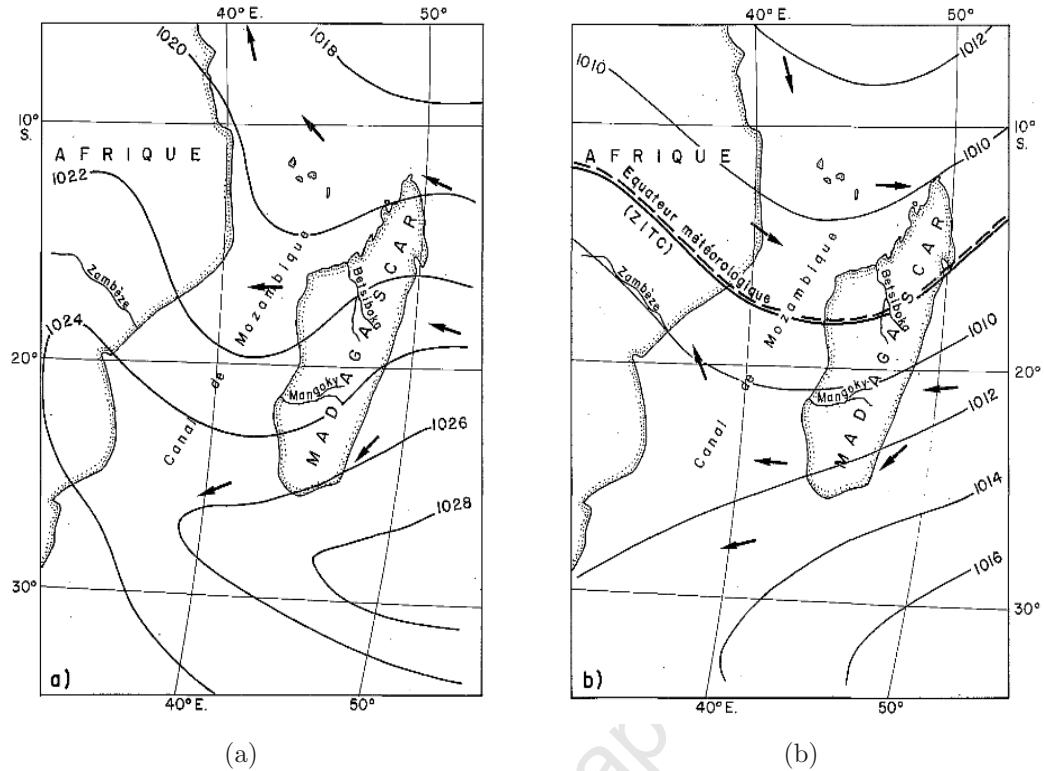 40° E.
50°
1020
1018
10°
S.
AFRIQUE
1022
Zambèze
1024
20°
Canal de Mozambique
Betsiboka
Mangoky
MADAGASCAR
1026
1028
30°
a)
40° E.
50°
(a)
40° E.
50°
1010
1012
10°
S.
AFRIQUE
1010
Equateur météorologique
(ZITC)
Zambèze
Canal de Mozambique
Betsiboka
Mangoky
MADAGASCAR
1010
20°
1012
1014
1016
30°
b)
40° E.
50°
(b)